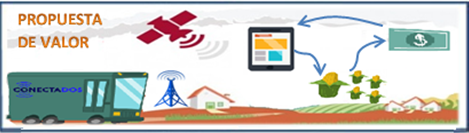 PROPUESTA
DE VALOR
CONECTADOS
$